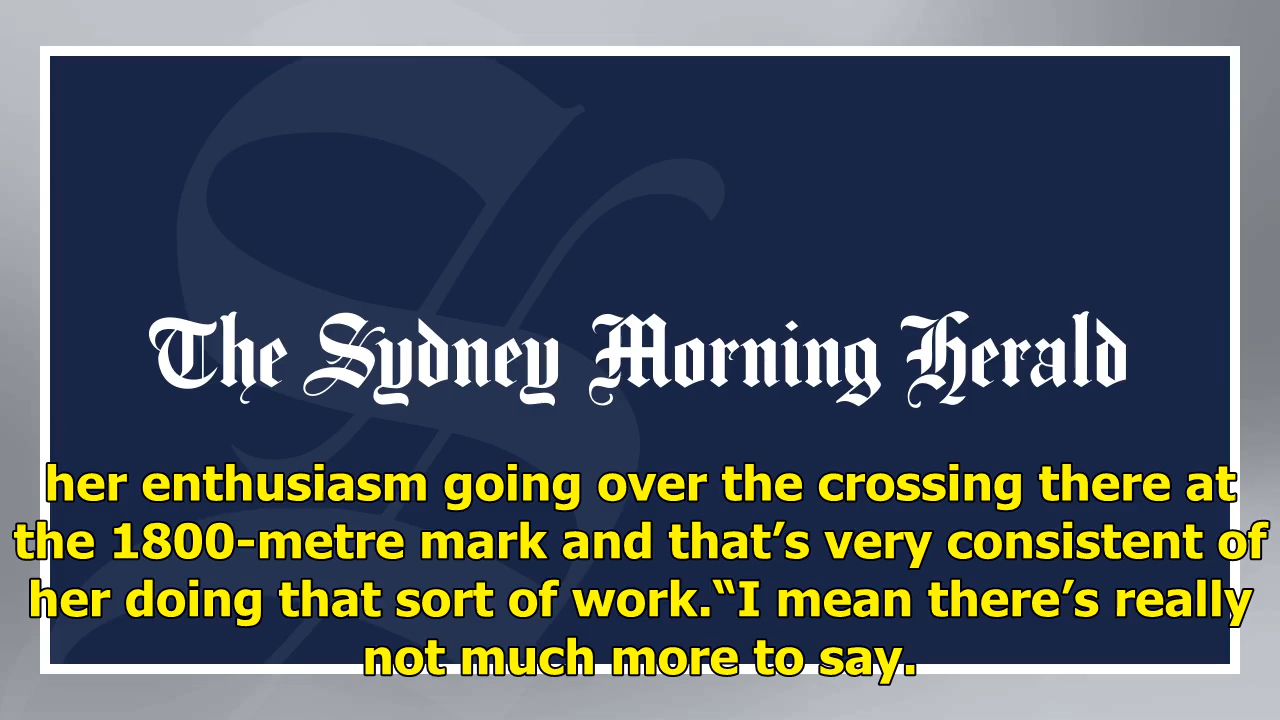 The Sydney Morning Herald
her enthusiasm going over the crossing there at
the 1800-metre mark and that’s very consistent of
her doing that sort of work.“I mean there’s really
not much more to say.